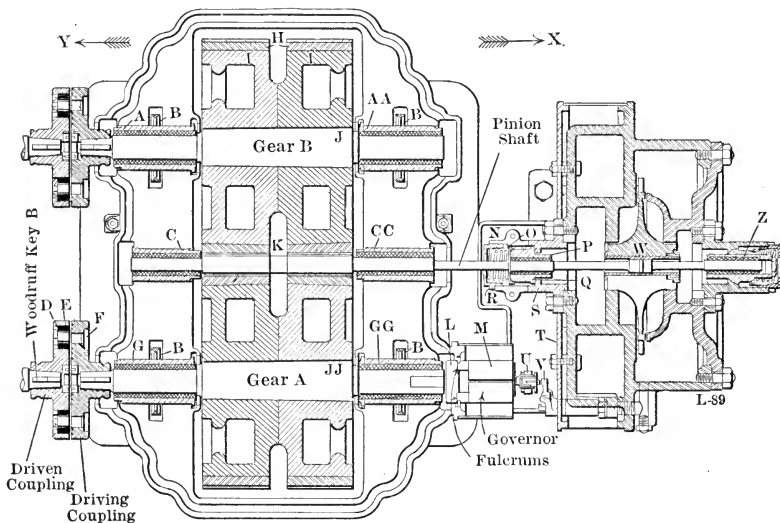 Y
X
H
I
I
A
B
AA
B
J
Gear B
Pinion
Shaft
C
K
CC
N
O
P
W
Z
Q
R
S
Woodruff Key B
D
E
F
G
B
GG
B
L
M
T
U
V
Gear A
JJ
L-89
Governor
Fulcrums
Driven
Coupling
Driving
Coupling